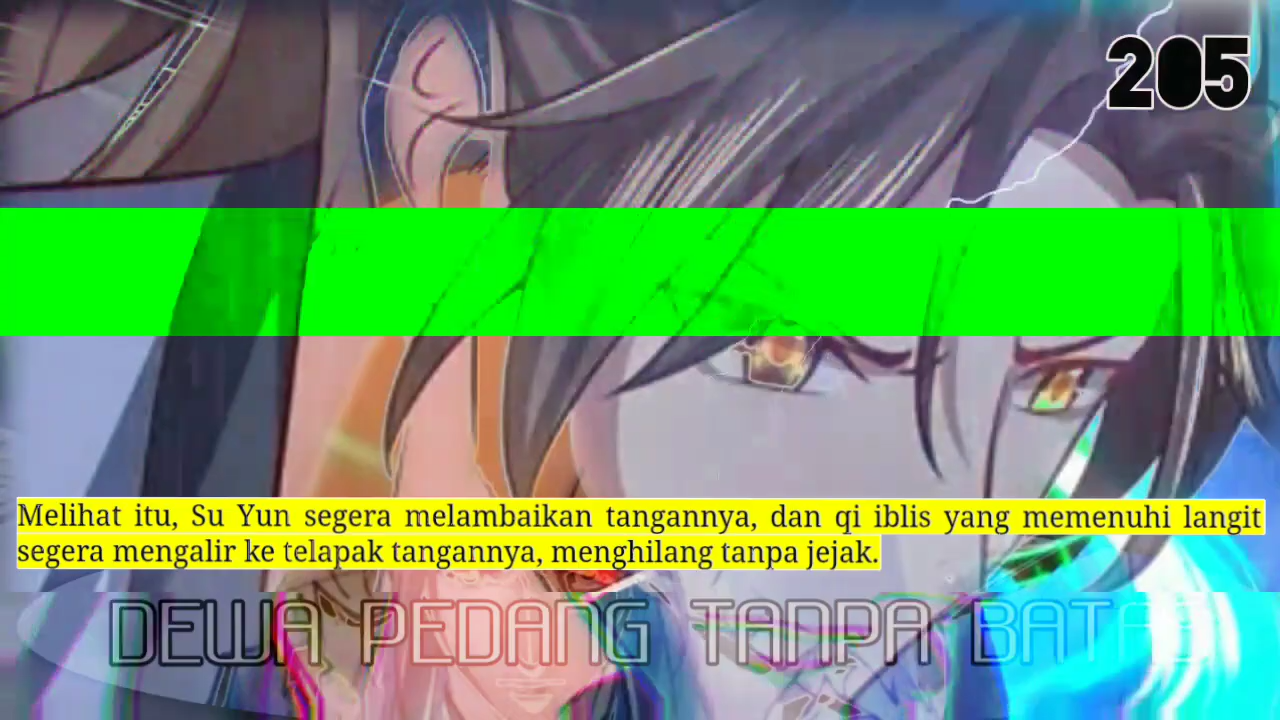 205
Melihat itu, Su Yun segera melambaikan tangannya, dan qi iblis yang memenuhi langit
segera mengalir ke telapak tangannya, menghilang tanpa jejak.
DEWA PEDANG TANPA BATAS